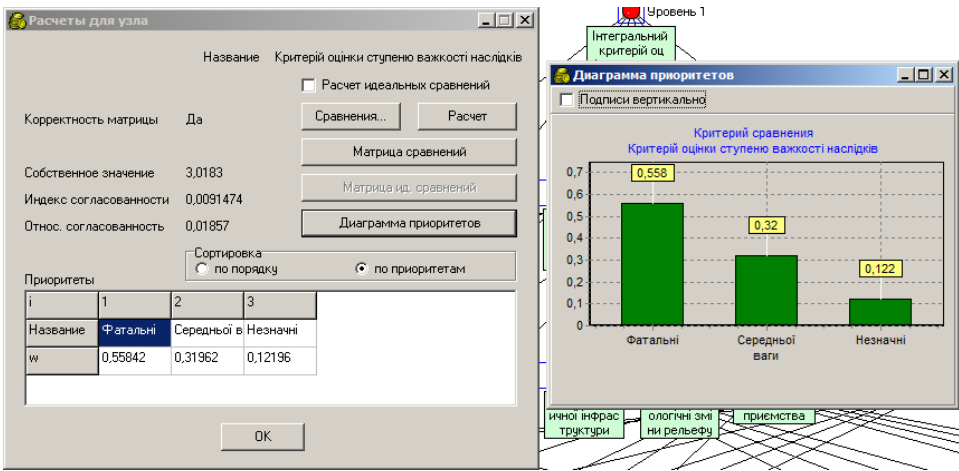 Расчеты для узла
Название Критерій оцінки ступеню важкості наслідків
Расчет идеальных сравнений
Корректность матрицы Да
Сравнения... Расчет
Матрица сравнений
Собственное значение 3,0183
Матрица ид. сравнений
Индекс согласованности 0,0091474
Относ. согласованность 0,01857
Диаграмма приоритетов
Сортировка
по порядку по приоритетам
Приоритеты
i 1 2 3
Название Фатальні Середньої в Незначні
w 0,55842 0,31962 0,12196
OK
Уровень 1
Інтегральний
критерій оц
Диаграмма приоритетов
Подписи вертикально
Критерий сравнения
Критерій оцінки ступеню важкості наслідків
0,7
0,6
0,5
0,4
0,3
0,2
0,1
0
0,558
0,32
0,122
Фатальні Середньої ваги Незначні
ичної інфрас
труктури
ологічні змі
ни рельефу
приємства